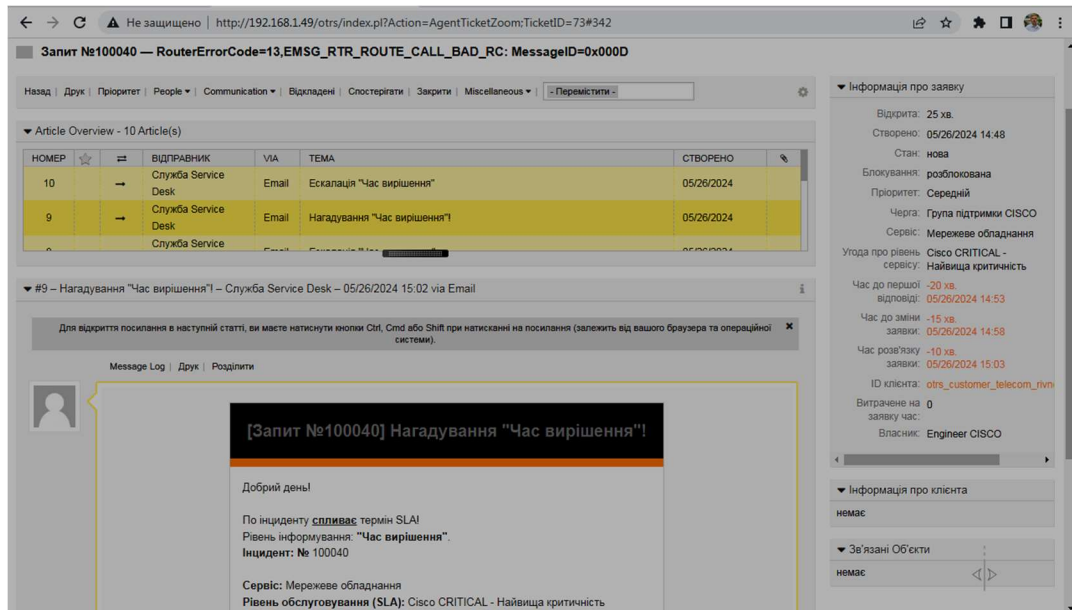 Не защищено | http://192.168.1.49/otrs/index.pl?Action=AgentTicketZoom;TicketID=73#342
Запит №100040 — RouterErrorCode=13,EMSG_RTR_ROUTE_CALL_BAD_RC: MessageID=0x000D
Назад | Друк | Пріоритет | People | Communication | Відкладені | Спостерігати | Закрити | Miscellaneous | - Перемістити -
Article Overview - 10 Article(s)
НОМЕР ВІДПРАВНИК VIA ТЕМА СТВОРЕНО
10 Служба Service Desk Email Ескалація "Час вирішення" 05/26/2024
9 Служба Service Desk Email Нагадування "Час вирішення"! 05/26/2024
Служба Service
#9 – Нагадування "Час вирішення"! – Служба Service Desk – 05/26/2024 15:02 via Email
Для відкриття посилання в наступній статті, ви маєте натиснути кнопки Ctrl, Cmd або Shift при натисканні на посилання (залежить від вашого браузера та операційної
системи).
Message Log | Друк | Розділити
[Запит №100040] Нагадування "Час вирішення"!
Добрий день!
По інциденту спливає термін SLA!
Рівень інформування: "Час вирішення".
Інцидент: № 100040
Сервіс: Мережеве обладнання
Рівень обслуговування (SLA): Cisco CRITICAL - Найвища критичність
Інформація про заявку
Відкрита: 25 хв.
Створено: 05/26/2024 14:48
Стан: нова
Блокування: розблокована
Пріоритет: Середній
Черга: Група підтримки CISCO
Сервіс: Мережеве обладнання
Угода про рівень Cisco CRITICAL -
сервісу: Найвища критичність
Час до першої -20 хв.
відповіді: 05/26/2024 14:53
Час до зміни -15 хв.
заявки: 05/26/2024 14:58
Час розв'язку -10 хв.
заявки: 05/26/2024 15:03
ID клієнта: otrs_customer_telecom_rivn
Витрачене на 0
заявку час:
Власник: Engineer CISCO
Інформація про клієнта
немає
Зв'язані Об'єкти
немає